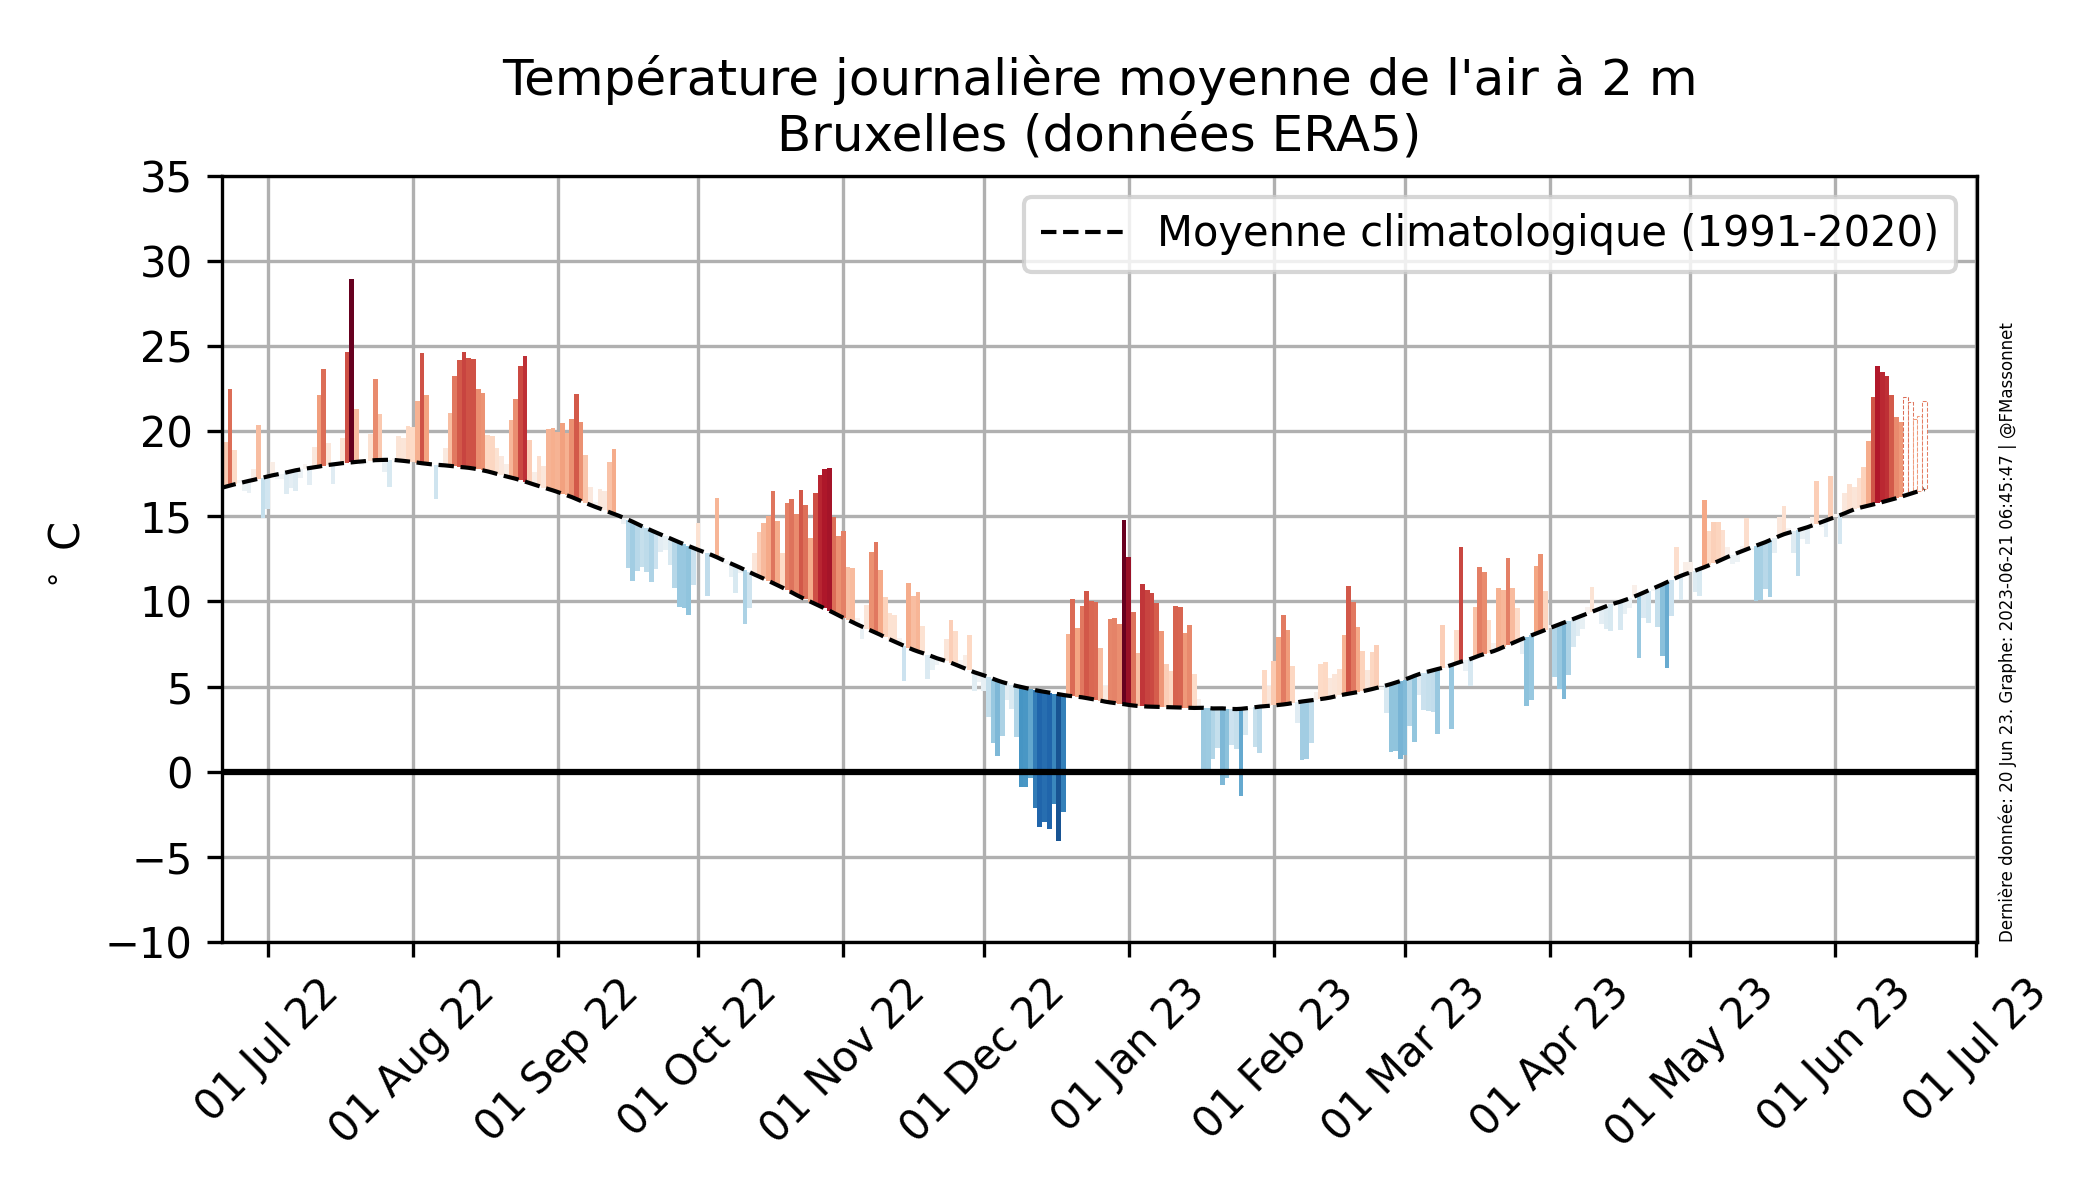 Température journalière moyenne de l'air à 2 m
Bruxelles (données ERA5)
35
30
25
20
15
10
5
0
−5
−10
° C
Moyenne climatologique (1991-2020)
01 Jul 22
01 Aug 22
01 Sep 22
01 Oct 22
01 Nov 22
01 Dec 22
01 Jan 23
01 Feb 23
01 Mar 23
01 Apr 23
01 May 23
01 Jun 23
01 Jul 23
Dernière donnée: 20 Jun 23. Graphe: 2023-06-21 06:45:47 | @FMassonnet